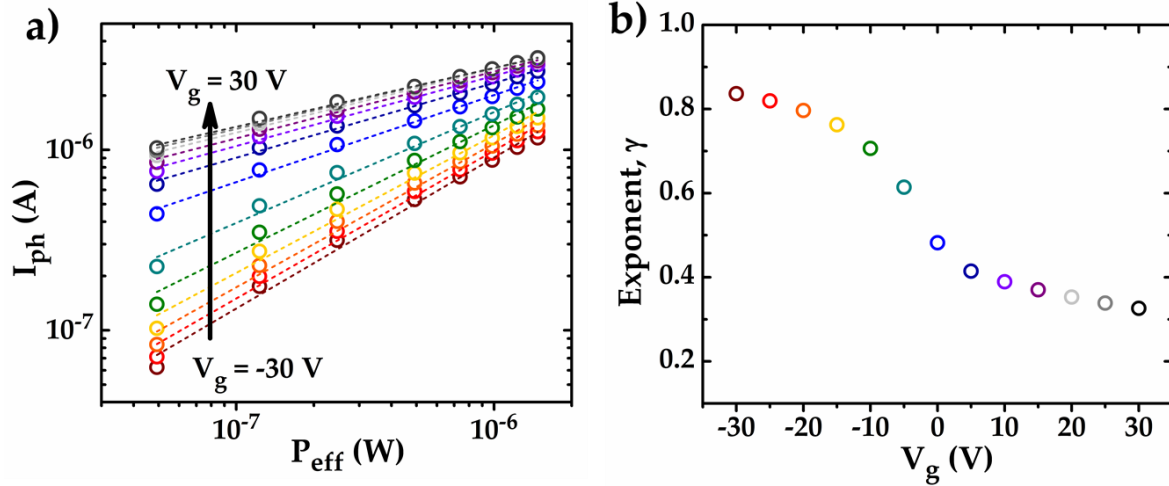 a)
V_g = 30 V
V_g = -30 V
I_ph (A)
10^-6
10^-7
10^-7
10^-6
P_eff (W)
b)
Exponent, γ
1.0
0.8
0.6
0.4
0.2
-30
-20
-10
0
10
20
30
V_g (V)